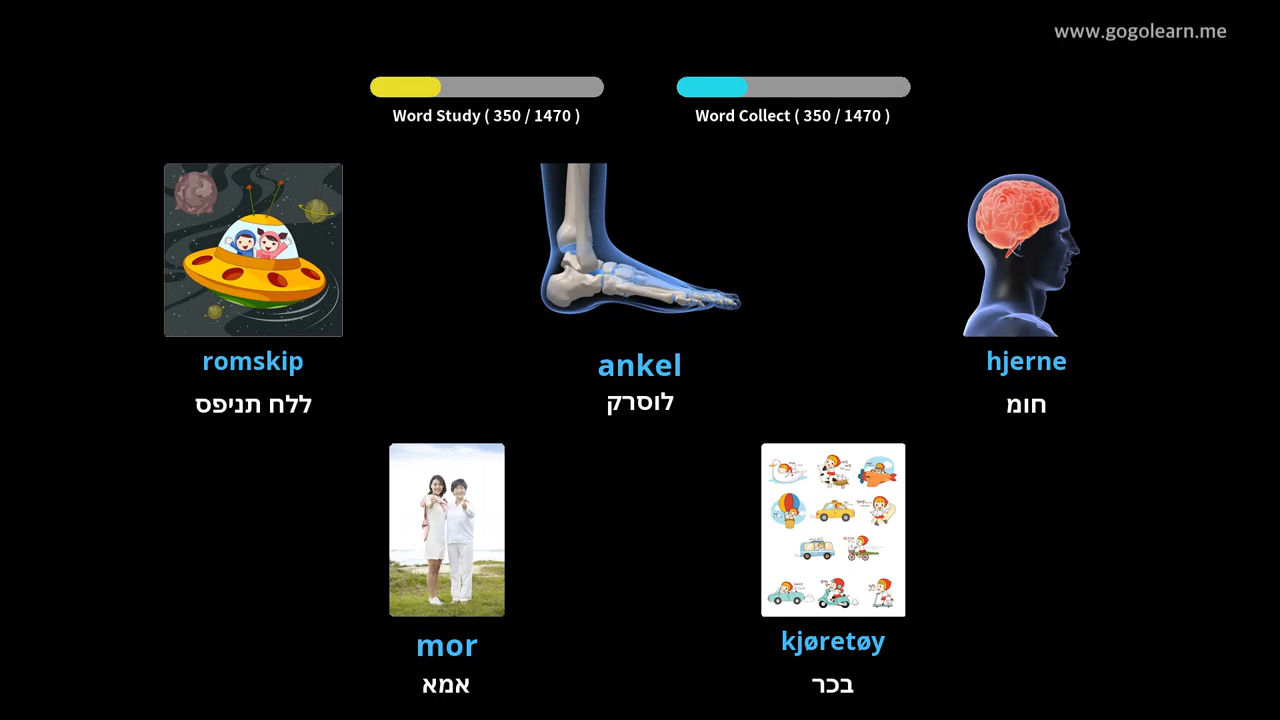 www.gogolearn.me
Word Study ( 350 / 1470 )
Word Collect ( 350 / 1470 )
romskip
ללח תניפס
ankel
לוסרק
hjerne
חומ
mor
אמא
kjøretøy
בכר